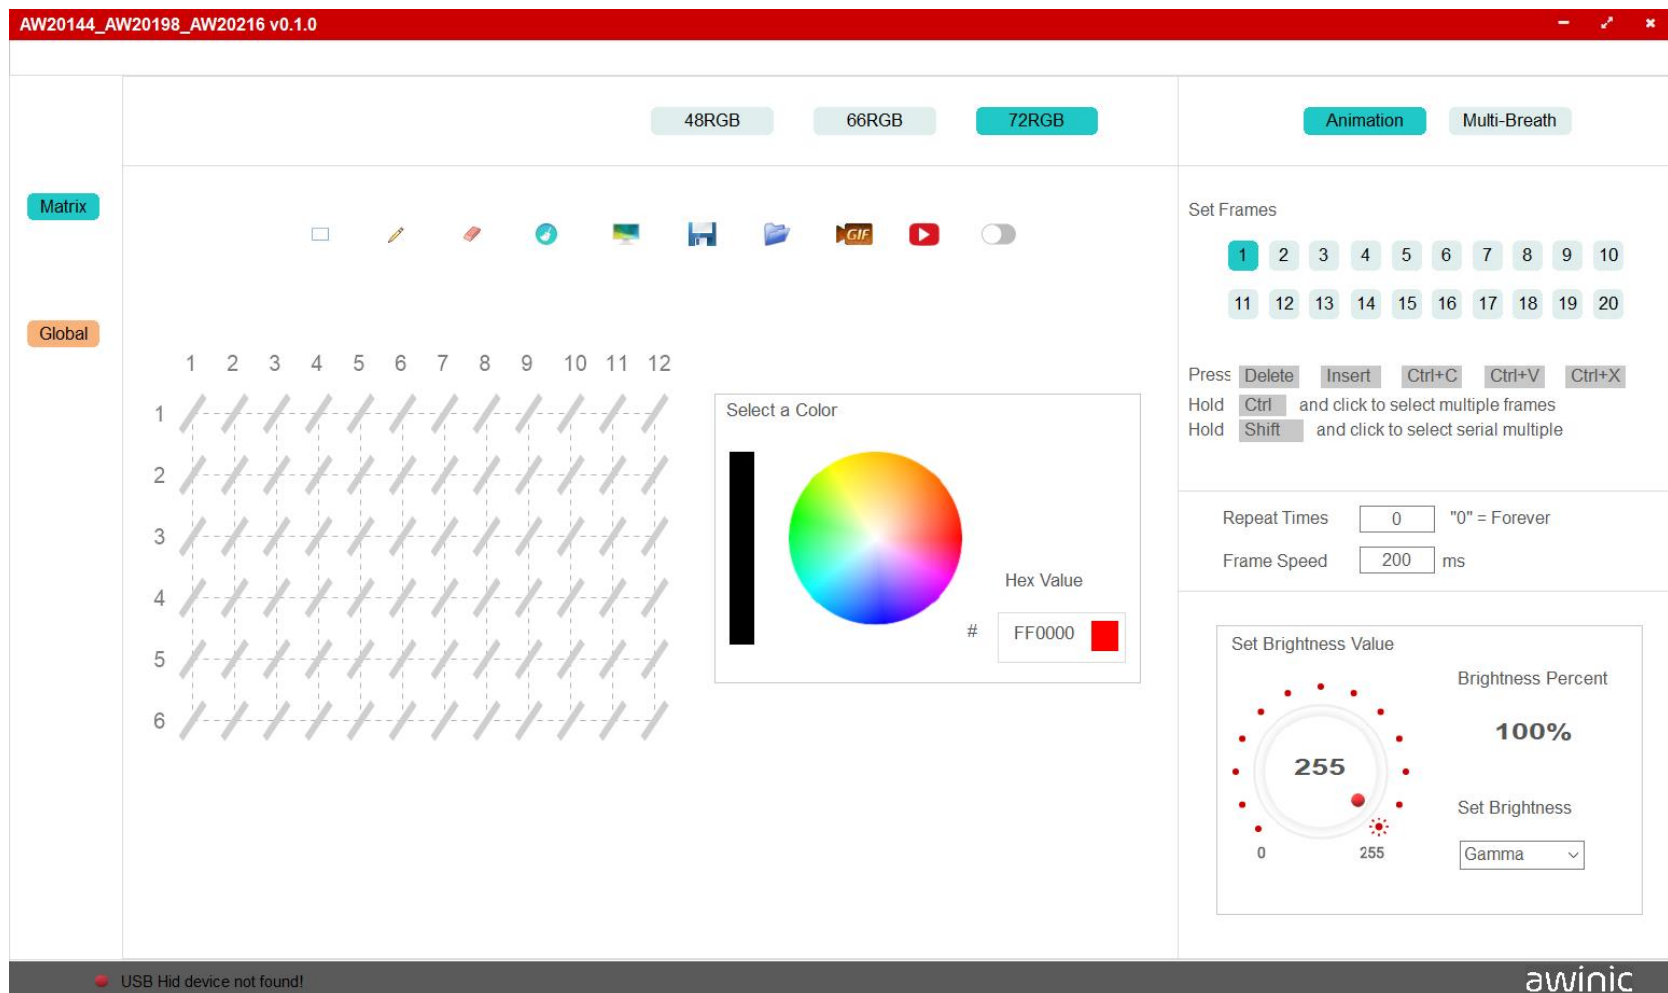 AW20144_AW20198_AW20216 v0.1.0
48RGB 66RGB 72RGB
Animation Multi-Breath
Matrix
Global
GIF
1 2 3 4 5 6 7 8 9 10 11 12
1
2
3
4
5
6
Select a Color
Hex Value
# FF0000
Set Frames
1 2 3 4 5 6 7 8 9 10
11 12 13 14 15 16 17 18 19 20
Press Delete Insert Ctrl+C Ctrl+V Ctrl+X
Hold Ctrl and click to select multiple frames
Hold Shift and click to select serial multiple
Repeat Times 0 "0" = Forever
Frame Speed 200 ms
Set Brightness Value
Brightness Percent
100%
255
Set Brightness
0 255
Gamma
USB Hid device not found!
awinic